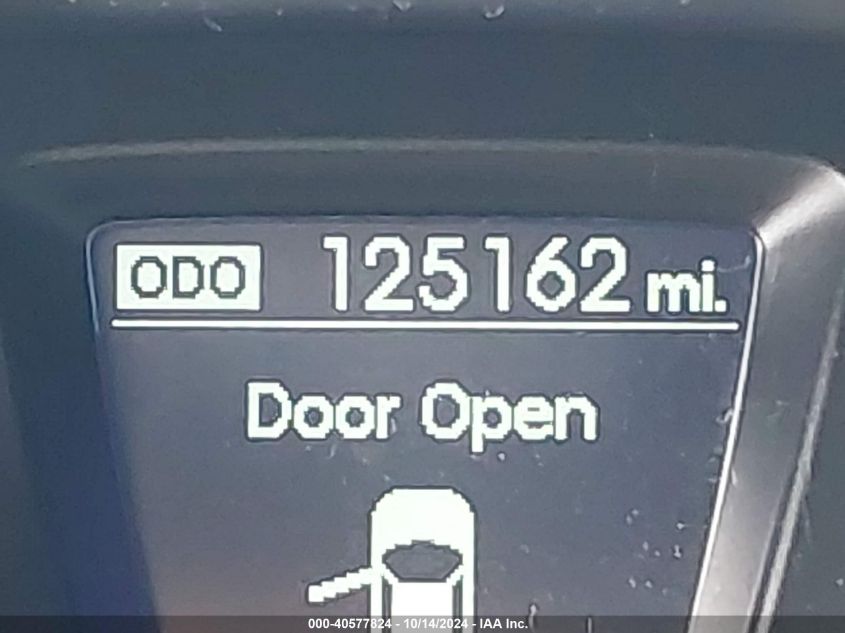 ODO 125162 mi.
Door Open
000-40577824 - 10/14/2024 - IAA Inc.